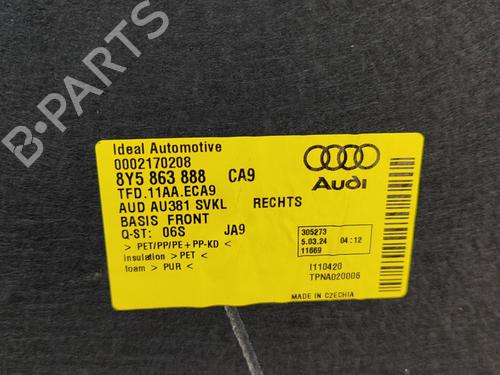 Ideal Automotive
0002170208
8Y5 863 888 CA9
TFD.11AA.ECA9
AUD AU381 SVKL RECHTS
BASIS FRONT
Q-ST: 06S JA9
> PET/PP/PE+PP-KD <
insulation > PET <
foam > PUR <
Audi
305273
5.03.24 04:12
11669
I110420
TPNA020006
MADE IN CZECHIA
B-PARTS